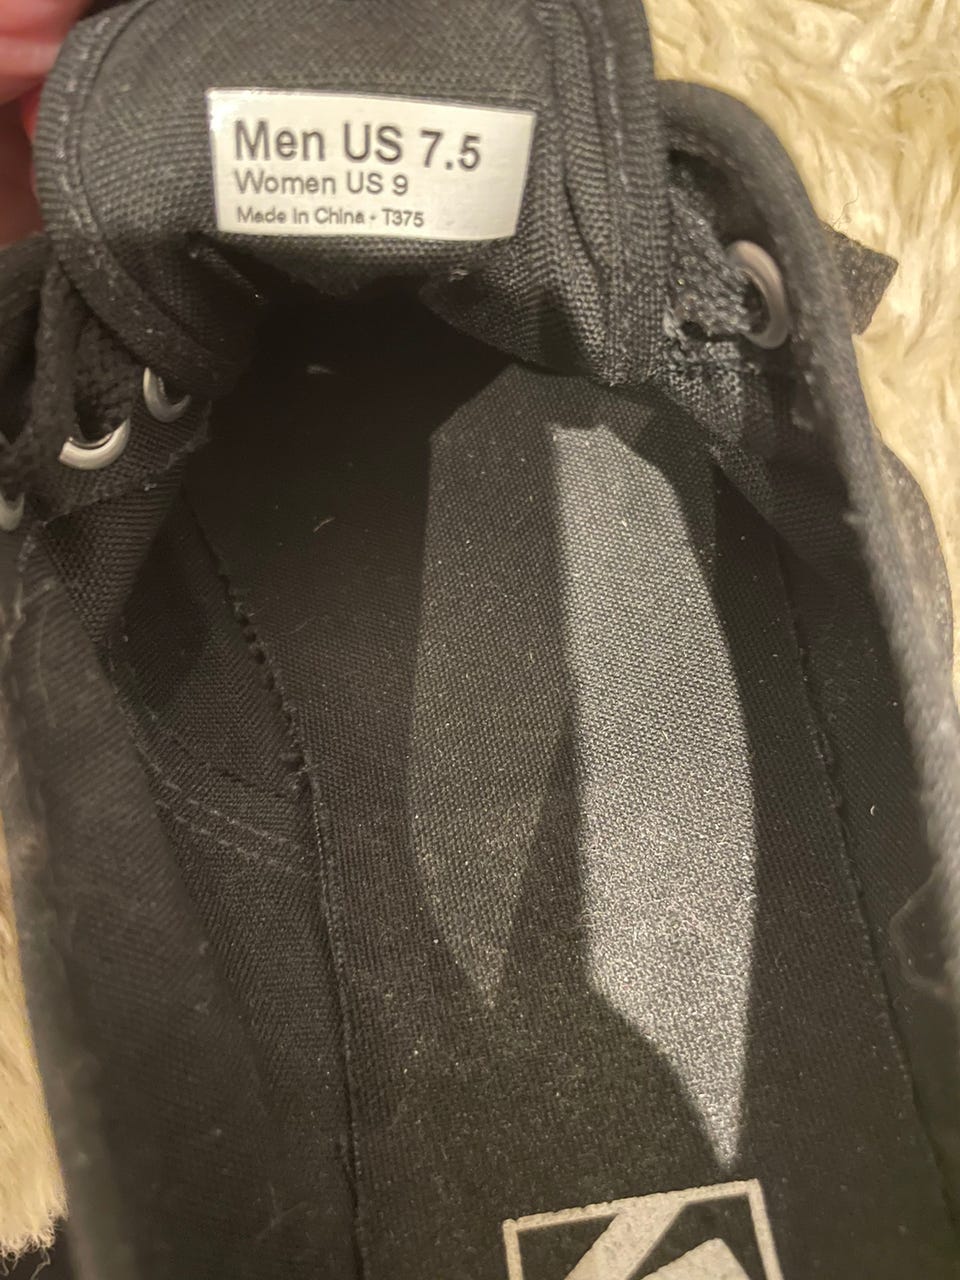 Men US 7.5
Women US 9
Made In China - T375